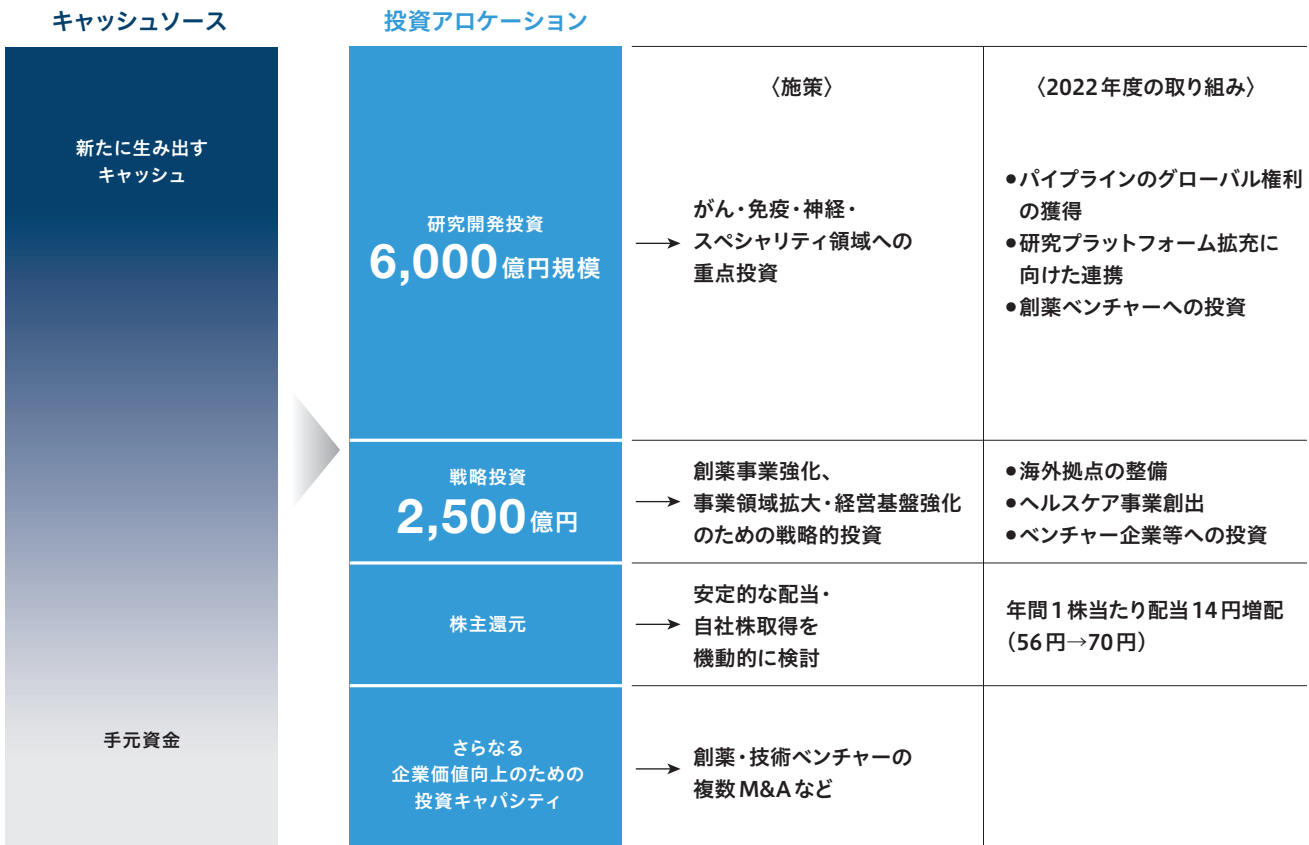 キャッシュソース
投資アロケーション
新たに生み出す
キャッシュ
手元資金
〈施策〉
〈2022年度の取り組み〉
研究開発投資
6,000億円規模
→ がん・免疫・神経・
スペシャリティ領域への
重点投資
●パイプラインのグローバル権利
の獲得
●研究プラットフォーム拡充に
向けた連携
●創薬ベンチャーへの投資
戦略投資
2,500億円
→ 創薬事業強化、
事業領域拡大・経営基盤強化
のための戦略的投資
●海外拠点の整備
●ヘルスケア事業創出
●ベンチャー企業等への投資
株主還元
→ 安定的な配当・
自社株取得を
機動的に検討
年間1株当たり配当14円増配
（56円→70円）
さらなる
企業価値向上のための
投資キャパシティ
→ 創薬・技術ベンチャーの
複数M&Aなど